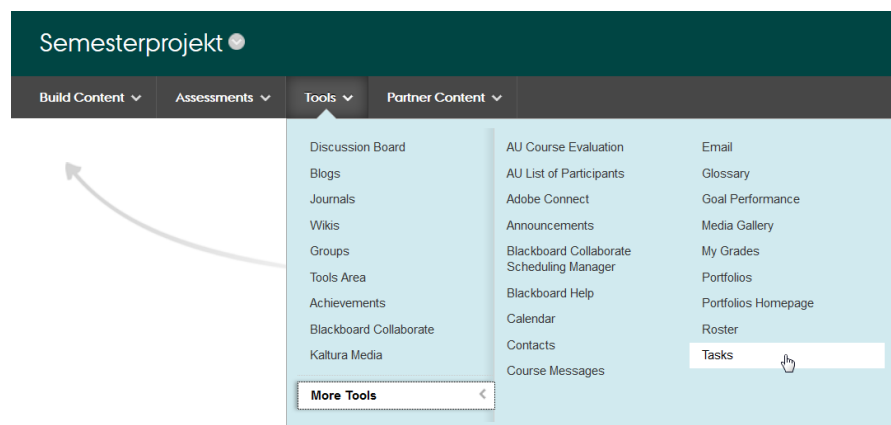 Semesterprojekt
Build Content
Assessments
Tools
Partner Content
Discussion Board
Blogs
Journals
Wikis
Groups
Tools Area
Achievements
Blackboard Collaborate
Kaltura Media
More Tools
AU Course Evaluation
AU List of Participants
Adobe Connect
Announcements
Blackboard Collaborate
Scheduling Manager
Blackboard Help
Calendar
Contacts
Course Messages
Email
Glossary
Goal Performance
Media Gallery
My Grades
Portfolios
Portfolios Homepage
Roster
Tasks